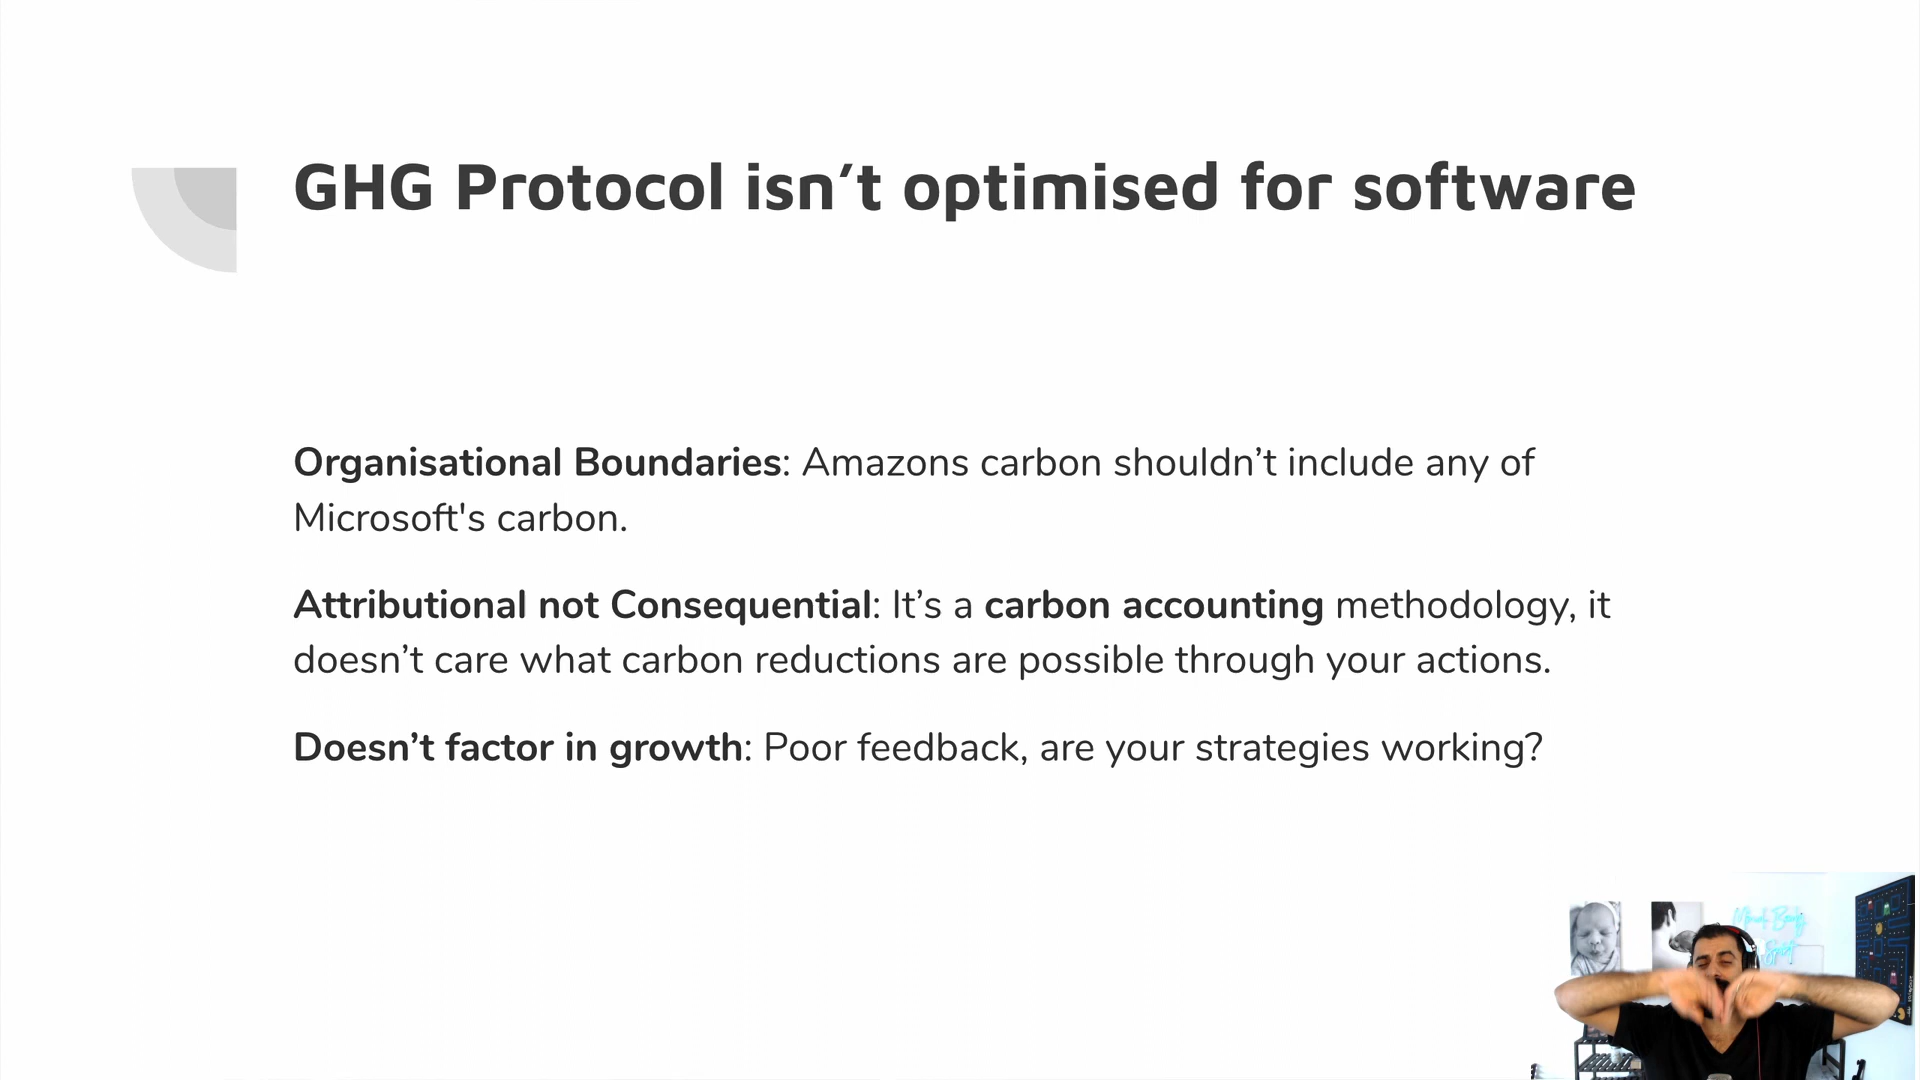 GHG Protocol isn’t optimised for software
Organisational Boundaries: Amazons carbon shouldn’t include any of
Microsoft's carbon.
Attributional not Consequential: It’s a carbon accounting methodology, it
doesn’t care what carbon reductions are possible through your actions.
Doesn’t factor in growth: Poor feedback, are your strategies working?